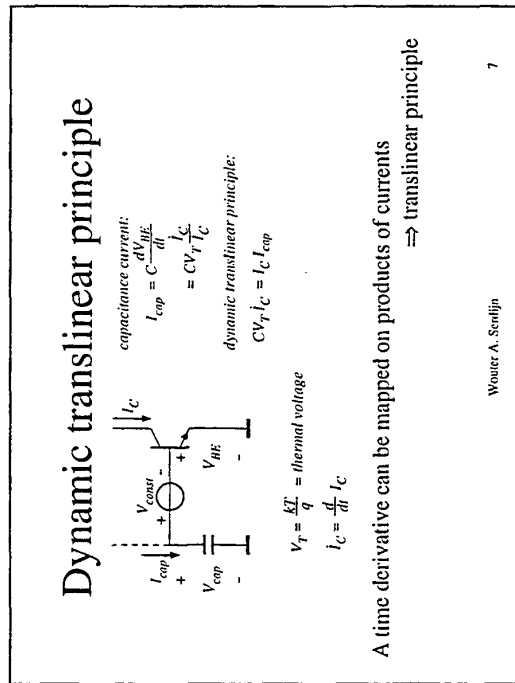 Dynamic translinear principle
I_C
I_cap
+
V_cap
-
V_const
+ -
+
V_BE
-
capacitance current:
I_cap = C dV_BE/dt
= CV_T İ_C/I_C
dynamic translinear principle:
CV_T İ_C = I_C I_cap
V_T = kT/q = thermal voltage
İ_C = d/dt I_C
A time derivative can be mapped on products of currents
⇒ translinear principle
Wouter A. Serdijn
7